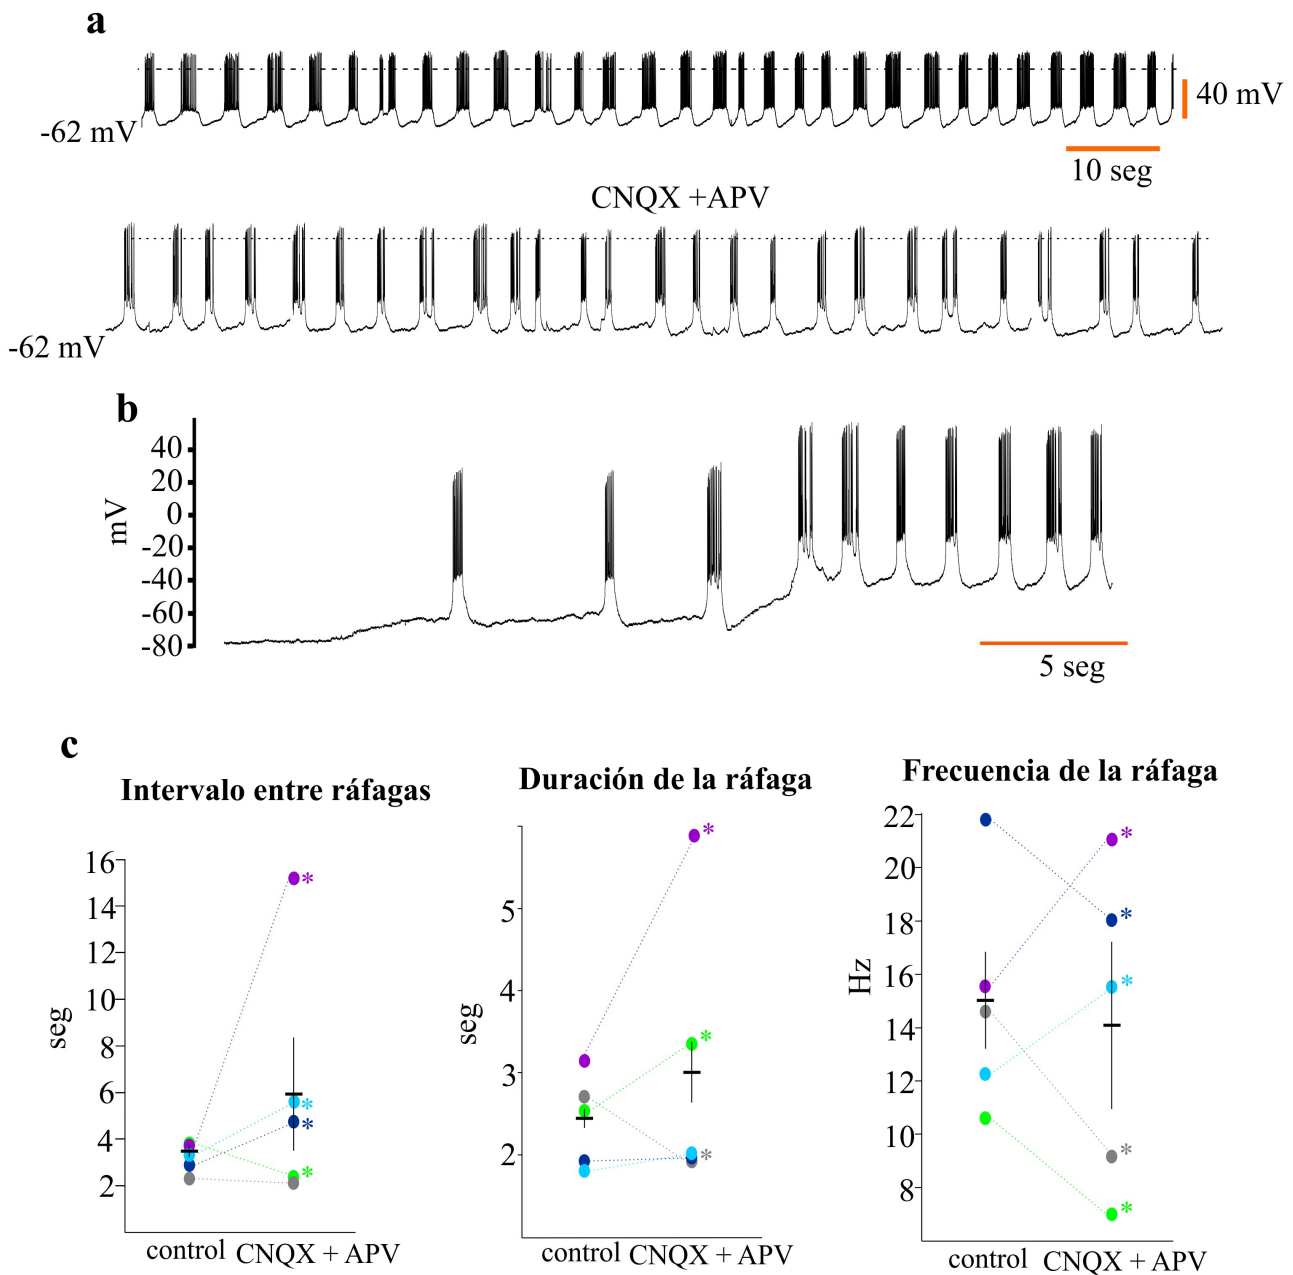 a
40 mV
-62 mV
10 seg
CNQX +APV
-62 mV
b
40
20
0
-20
-40
-60
-80
mV
5 seg
c
Intervalo entre ráfagas
16
14
12
10
8
6
4
2
seg
*
*
*
*
control CNQX + APV
Duración de la ráfaga
5
4
3
2
seg
*
*
*
control CNQX + APV
Frecuencia de la ráfaga
22
20
18
16
14
12
10
8
Hz
*
*
*
*
*
control CNQX + APV